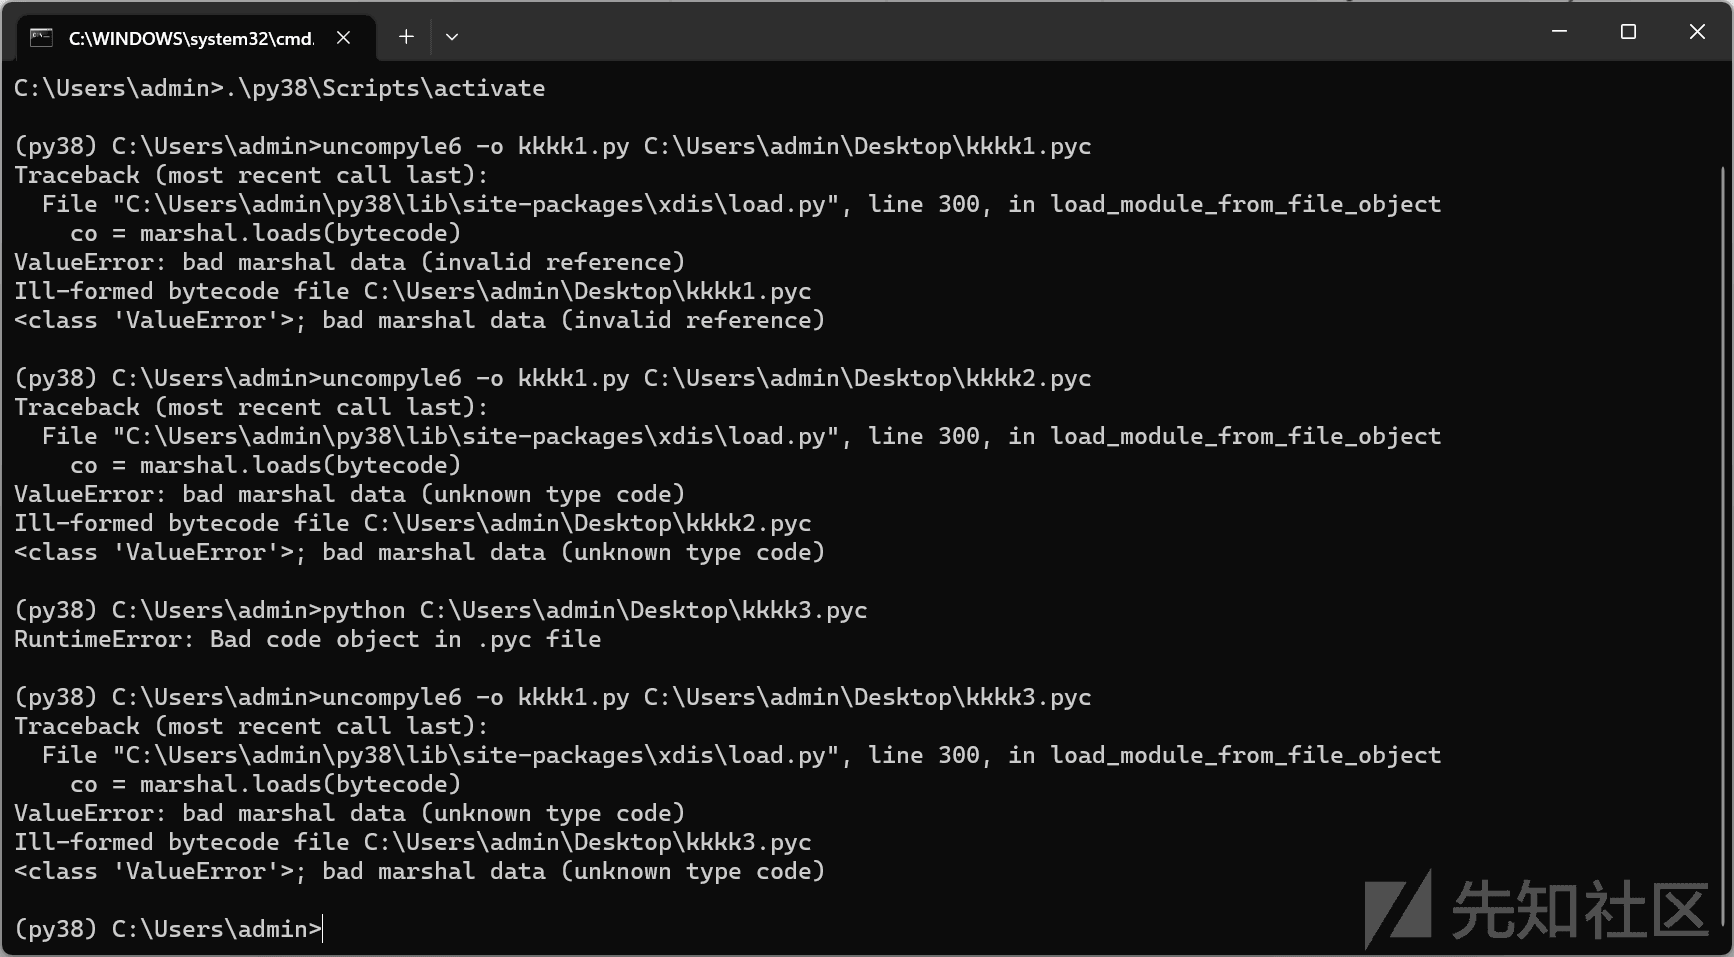 C:\WINDOWS\system32\cmd.
C:\Users\admin>.\py38\Scripts\activate
(py38) C:\Users\admin>uncompyle6 -o kkkk1.py C:\Users\admin\Desktop\kkkk1.pyc
Traceback (most recent call last):
  File "C:\Users\admin\py38\lib\site-packages\xdis\load.py", line 300, in load_module_from_file_object
    co = marshal.loads(bytecode)
ValueError: bad marshal data (invalid reference)
Ill-formed bytecode file C:\Users\admin\Desktop\kkkk1.pyc
<class 'ValueError'>; bad marshal data (invalid reference)
(py38) C:\Users\admin>uncompyle6 -o kkkk1.py C:\Users\admin\Desktop\kkkk2.pyc
Traceback (most recent call last):
  File "C:\Users\admin\py38\lib\site-packages\xdis\load.py", line 300, in load_module_from_file_object
    co = marshal.loads(bytecode)
ValueError: bad marshal data (unknown type code)
Ill-formed bytecode file C:\Users\admin\Desktop\kkkk2.pyc
<class 'ValueError'>; bad marshal data (unknown type code)
(py38) C:\Users\admin>python C:\Users\admin\Desktop\kkkk3.pyc
RuntimeError: Bad code object in .pyc file
(py38) C:\Users\admin>uncompyle6 -o kkkk1.py C:\Users\admin\Desktop\kkkk3.pyc
Traceback (most recent call last):
  File "C:\Users\admin\py38\lib\site-packages\xdis\load.py", line 300, in load_module_from_file_object
    co = marshal.loads(bytecode)
ValueError: bad marshal data (unknown type code)
Ill-formed bytecode file C:\Users\admin\Desktop\kkkk3.pyc
<class 'ValueError'>; bad marshal data (unknown type code)
(py38) C:\Users\admin>
先知社区